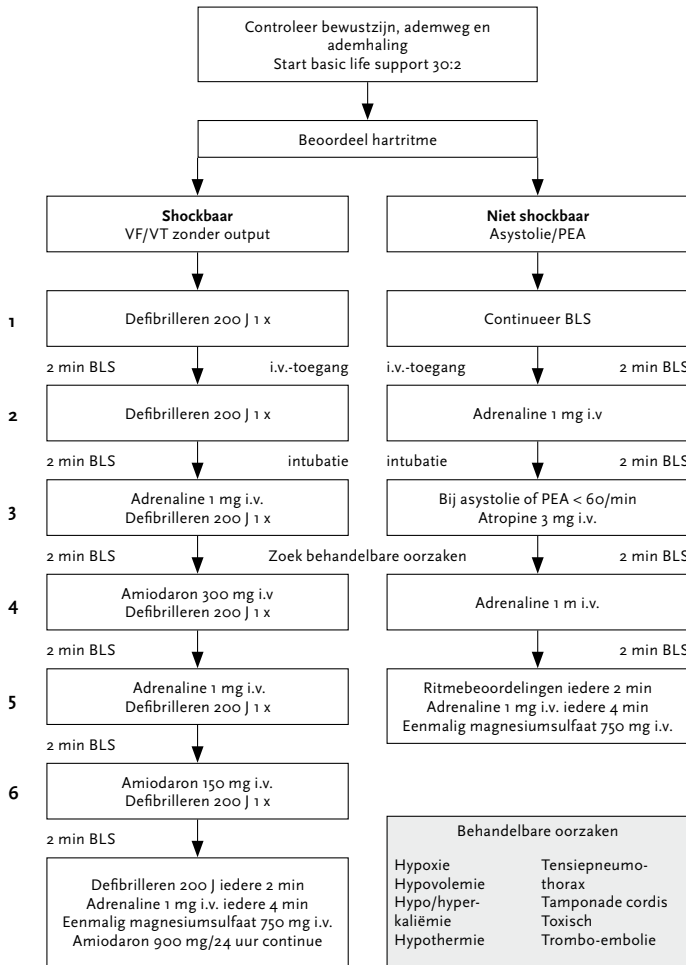 Controleer bewustzijn, ademweg en
ademhaling
Start basic life support 30:2
Beoordeel hartritme
Shockbaar
VF/VT zonder output
Niet shockbaar
Asystolie/PEA
1
Defibrilleren 200 J 1 x
Continueer BLS
2 min BLS
i.v.-toegang
i.v.-toegang
2 min BLS
2
Defibrilleren 200 J 1 x
Adrenaline 1 mg i.v
2 min BLS
intubatie
intubatie
2 min BLS
3
Adrenaline 1 mg i.v.
Defibrilleren 200 J 1 x
Bij asystolie of PEA < 60/min
Atropine 3 mg i.v.
2 min BLS
Zoek behandelbare oorzaken
2 min BLS
4
Amiodaron 300 mg i.v
Defibrilleren 200 J 1 x
Adrenaline 1 m i.v.
2 min BLS
2 min BLS
5
Adrenaline 1 mg i.v.
Defibrilleren 200 J 1 x
Ritmebeoordelingen iedere 2 min
Adrenaline 1 mg i.v. iedere 4 min
Eenmalig magnesiumsulfaat 750 mg i.v.
2 min BLS
6
Amiodaron 150 mg i.v.
Defibrilleren 200 J 1 x
2 min BLS
Defibrilleren 200 J iedere 2 min
Adrenaline 1 mg i.v. iedere 4 min
Eenmalig magnesiumsulfaat 750 mg i.v.
Amiodaron 900 mg/24 uur continue
Behandelbare oorzaken
Hypoxie
Hypovolemie
Hypo/hyper-
kaliëmie
Hypothermie
Tensiepneumo-
thorax
Tamponade cordis
Toxisch
Trombo-embolie